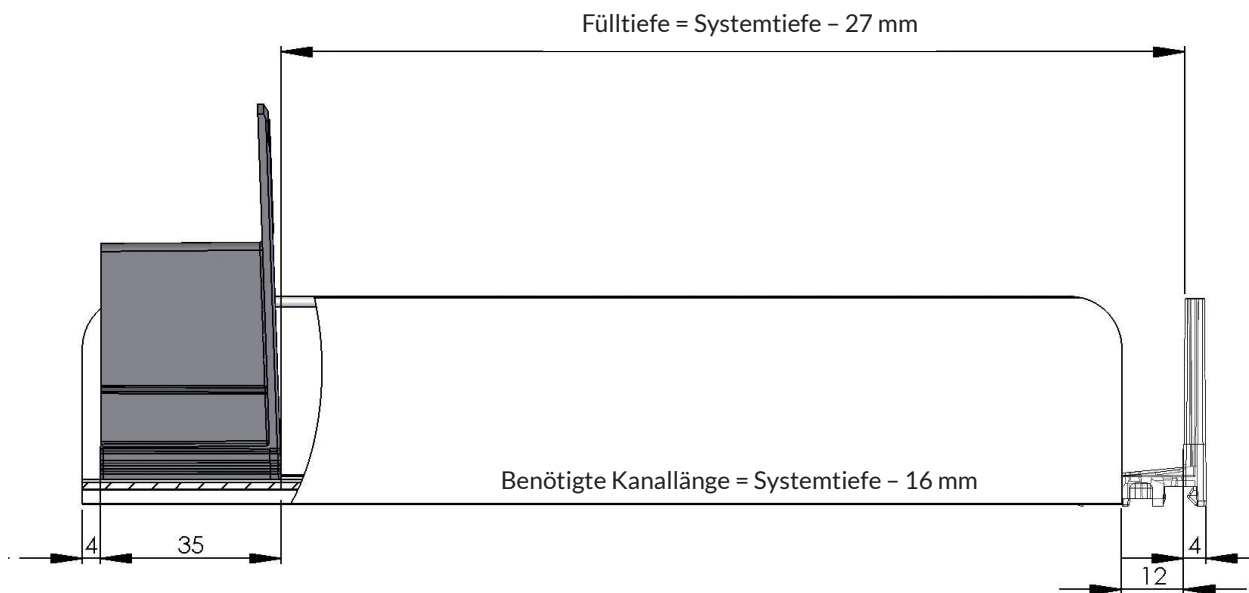 Fülltiefe = Systemtiefe – 27 mm
Benötigte Kanallänge = Systemtiefe – 16 mm
4
35
4
12